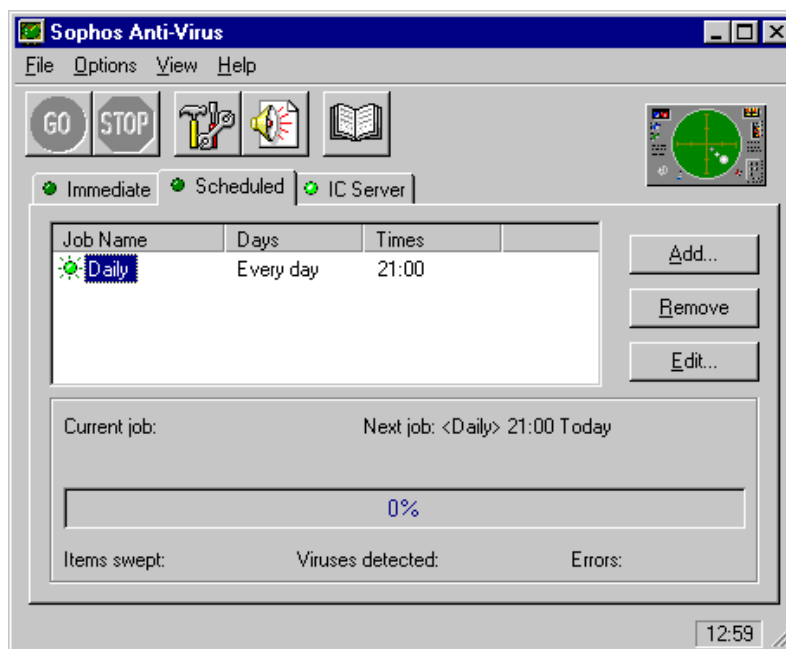 Sophos Anti-Virus
File Options View Help
GO STOP
Immediate Scheduled IC Server
Job Name Days Times
Daily Every day 21:00
Add...
Remove
Edit...
Current job: Next job: <Daily> 21:00 Today
0%
Items swept: Viruses detected: Errors:
12:59